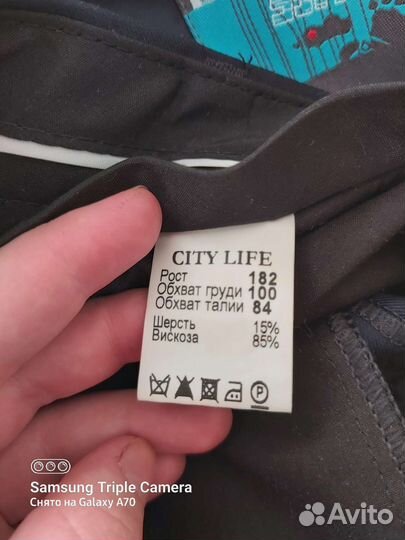 CITY LIFE
Рост 182
Обхват груди 100
Обхват талии 84
Шерсть 15%
Вискоза 85%
P
Samsung Triple Camera
Снято на Galaxy A70
Avito